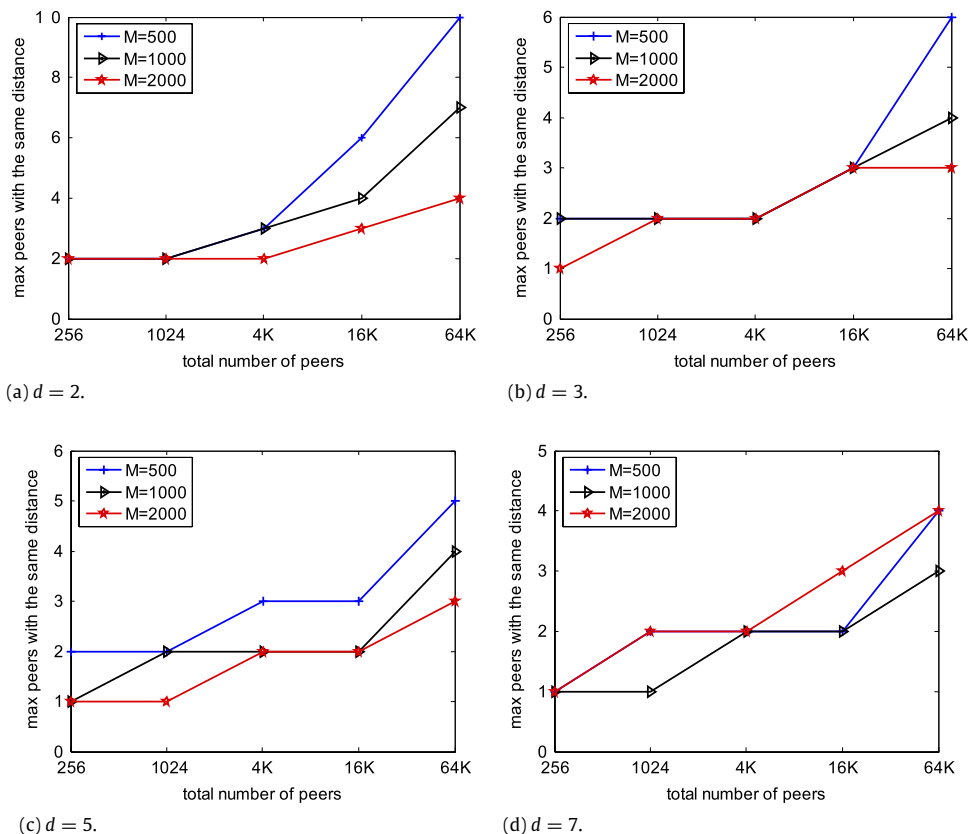 1 0
8
6
4
2
0
max peers with the same distance
M=500
M=1000
M=2000
256 1024 4K 16K 64K
total number of peers
(a) d = 2.
6
5
4
3
2
1
0
max peers with the same distance
M=500
M=1000
M=2000
256 1024 4K 16K 64K
total number of peers
(b) d = 3.
6
5
4
3
2
1
0
max peers with the same distance
M=500
M=1000
M=2000
256 1024 4K 16K 64K
total number of peers
(c) d = 5.
5
4
3
2
1
0
max peers with the same distance
M=500
M=1000
M=2000
256 1024 4K 16K 64K
total number of peers
(d) d = 7.